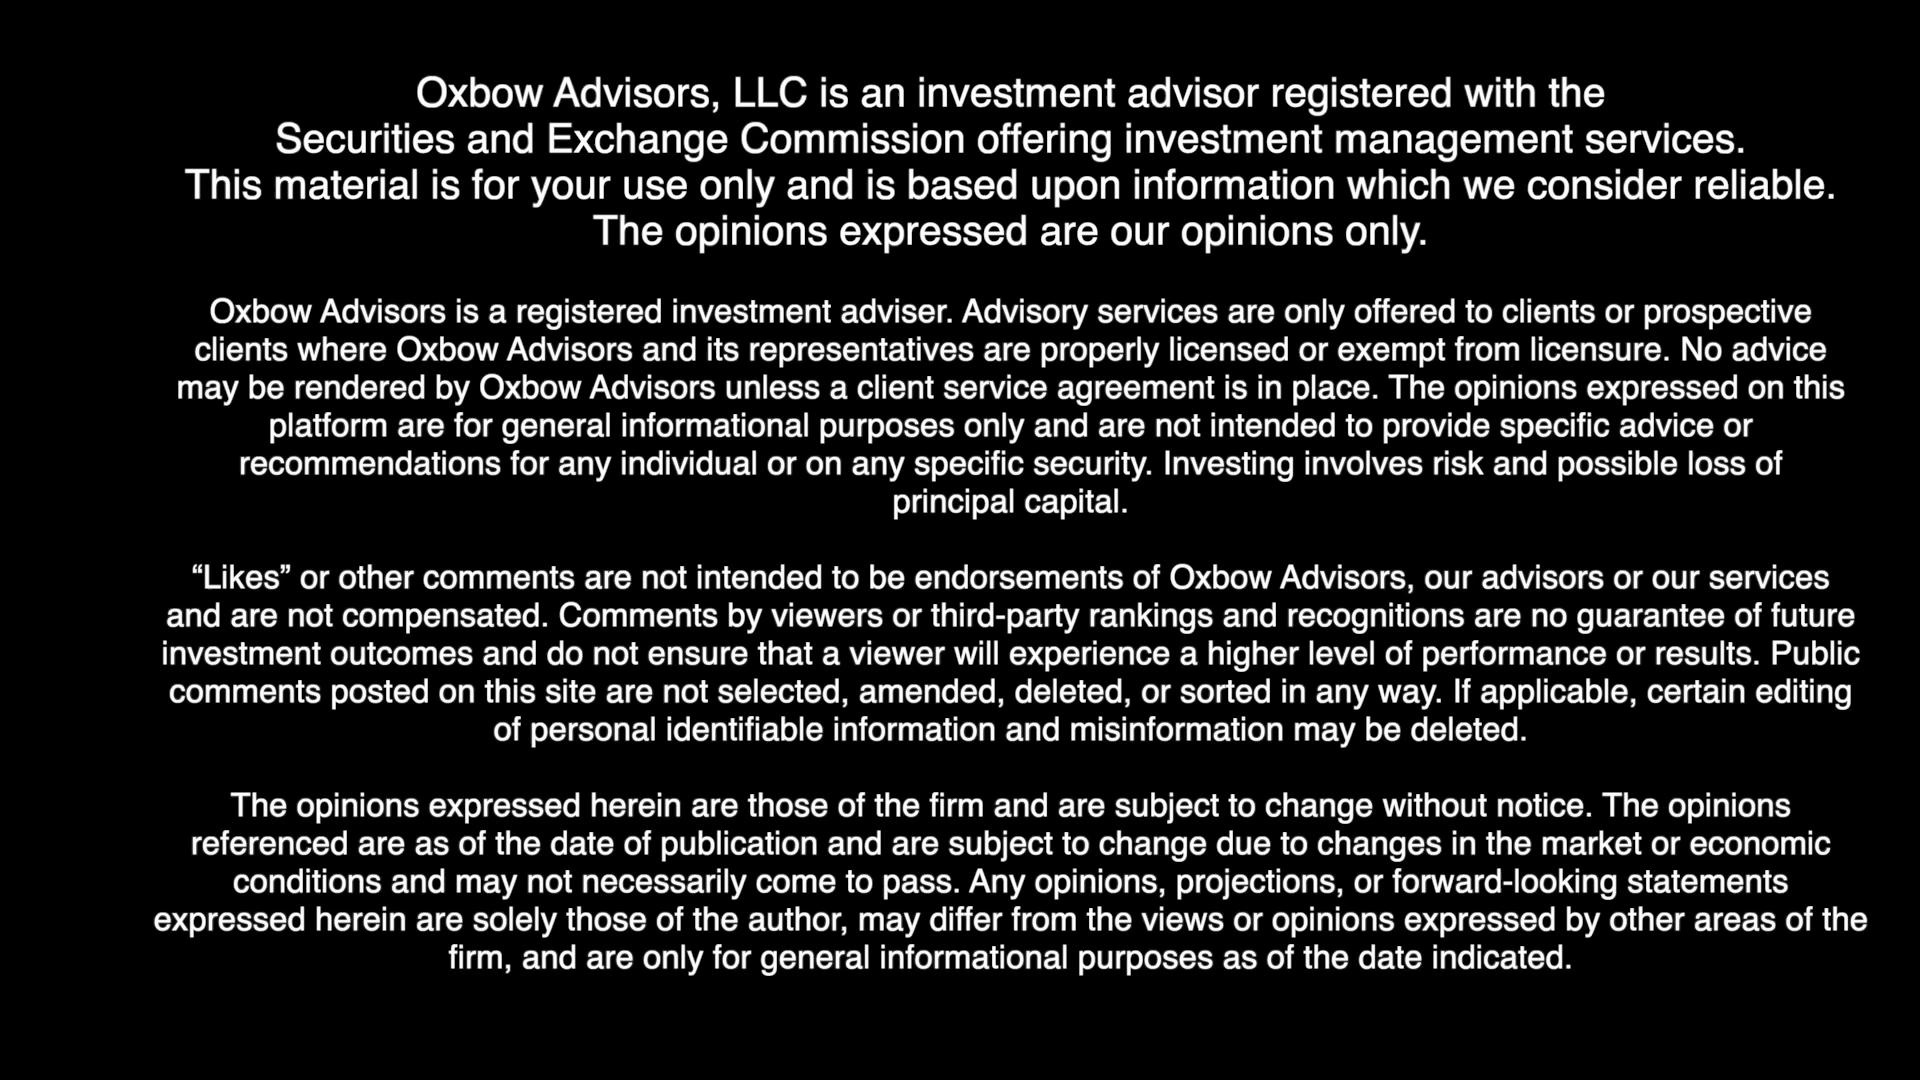 Oxbow Advisors, LLC is an investment advisor registered with the
Securities and Exchange Commission offering investment management services.
This material is for your use only and is based upon information which we consider reliable.
The opinions expressed are our opinions only.
Oxbow Advisors is a registered investment adviser. Advisory services are only offered to clients or prospective
clients where Oxbow Advisors and its representatives are properly licensed or exempt from licensure. No advice
may be rendered by Oxbow Advisors unless a client service agreement is in place. The opinions expressed on this
platform are for general informational purposes only and are not intended to provide specific advice or
recommendations for any individual or on any specific security. Investing involves risk and possible loss of
principal capital.
“Likes” or other comments are not intended to be endorsements of Oxbow Advisors, our advisors or our services
and are not compensated. Comments by viewers or third-party rankings and recognitions are no guarantee of future
investment outcomes and do not ensure that a viewer will experience a higher level of performance or results. Public
comments posted on this site are not selected, amended, deleted, or sorted in any way. If applicable, certain editing
of personal identifiable information and misinformation may be deleted.
The opinions expressed herein are those of the firm and are subject to change without notice. The opinions
referenced are as of the date of publication and are subject to change due to changes in the market or economic
conditions and may not necessarily come to pass. Any opinions, projections, or forward-looking statements
expressed herein are solely those of the author, may differ from the views or opinions expressed by other areas of the
firm, and are only for general informational purposes as of the date indicated.